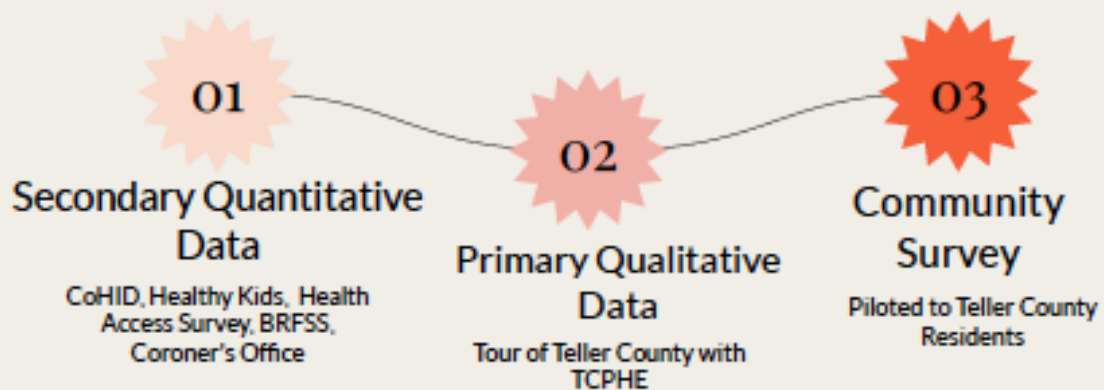 01
Secondary Quantitative
Data
CoHID, Healthy Kids, Health
Access Survey, BRFSS,
Coroner's Office
02
Primary Qualitative
Data
Tour of Teller County with
TCPHE
03
Community
Survey
Piloted to Teller County
Residents